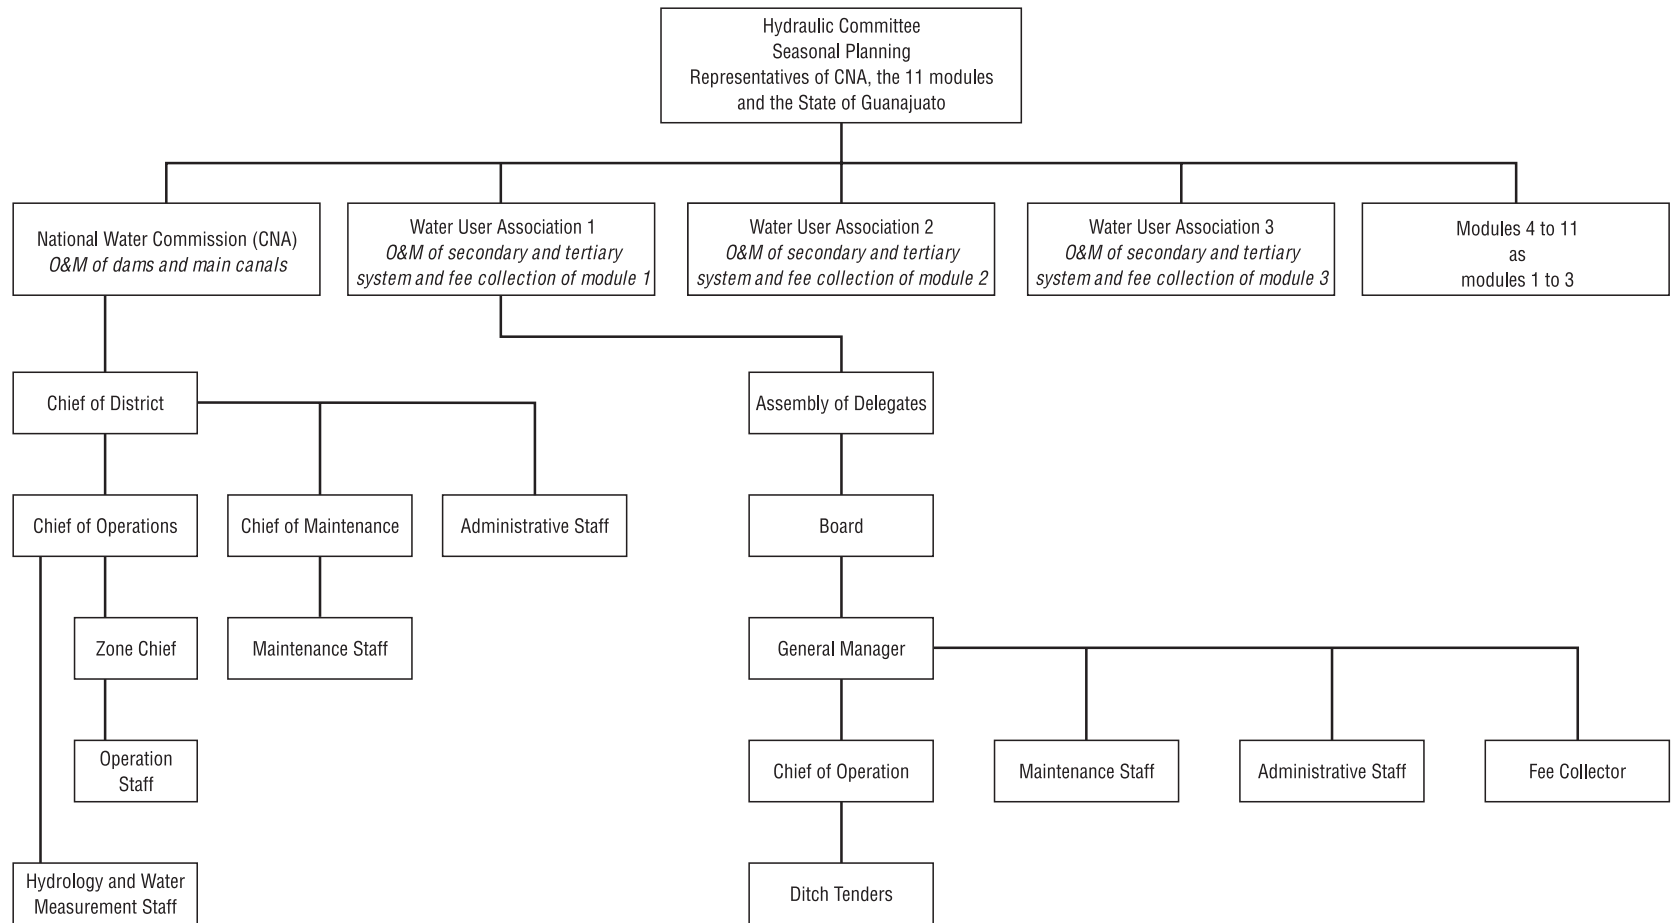 Hydraulic Committee
Seasonal Planning
Representatives of CNA, the 11 modules
and the State of Guanajuato
National Water Commission (CNA)
O&M of dams and main canals
Water User Association 1
O&M of secondary and tertiary
system and fee collection of module 1
Water User Association 2
O&M of secondary and tertiary
system and fee collection of module 2
Water User Association 3
O&M of secondary and tertiary
system and fee collection of module 3
Modules 4 to 11
as
modules 1 to 3
Chief of District
Assembly of Delegates
Chief of Operations
Chief of Maintenance
Administrative Staff
Board
Zone Chief
Maintenance Staff
General Manager
Operation
Staff
Chief of Operation
Maintenance Staff
Administrative Staff
Fee Collector
Hydrology and Water
Measurement Staff
Ditch Tenders